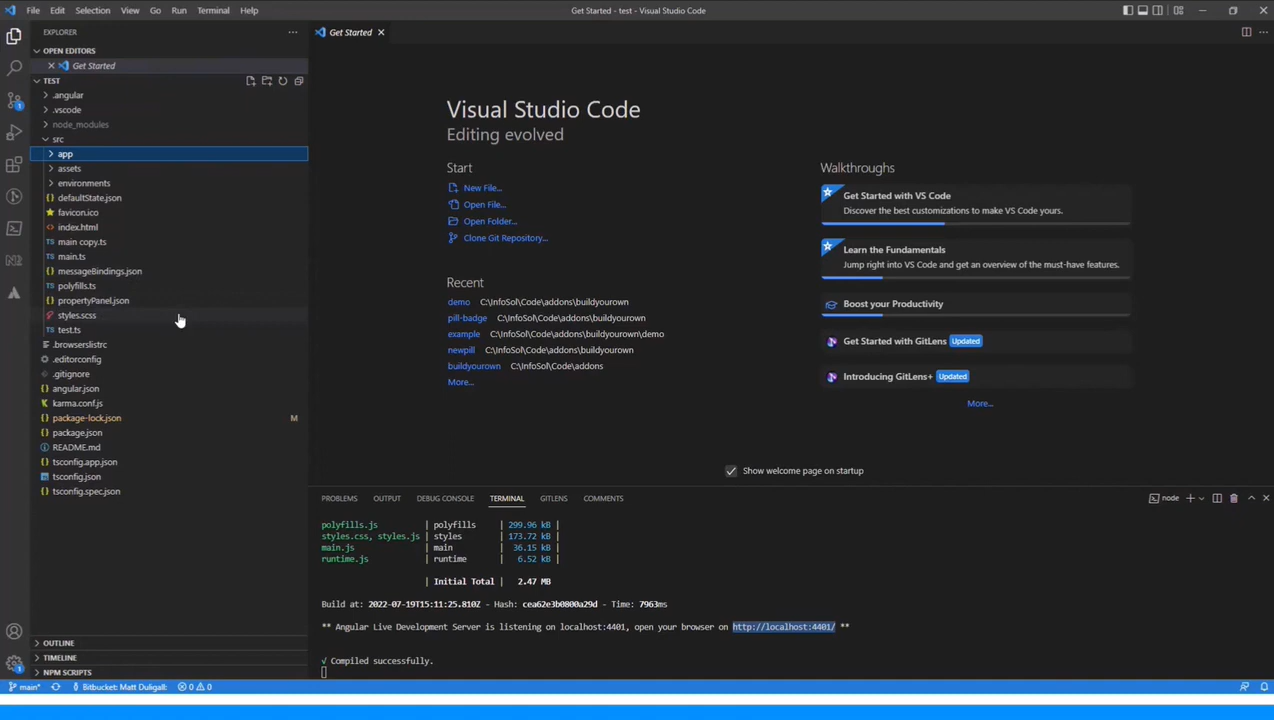 File Edit Selection View Go Run Terminal Help
Get Started - test - Visual Studio Code
EXPLORER
OPEN EDITORS
Get Started
TEST
.angular
.vscode
node_modules
src
app
assets
environments
defaultState.json
favicon.ico
index.html
main copy.ts
main.ts
messageBindings.json
polyfills.ts
propertyPanel.json
styles.scss
test.ts
.browserslistrc
.editorconfig
.gitignore
angular.json
karma.conf.js
package-lock.json M
package.json
README.md
tsconfig.app.json
tsconfig.json
tsconfig.spec.json
OUTLINE
TIMELINE
NPM SCRIPTS
Get Started
Visual Studio Code
Editing evolved
Start
New File...
Open File...
Open Folder...
Clone Git Repository...
Recent
demo C:\InfoSol\Code\addons\buildyourown
pill-badge C:\InfoSol\Code\addons\buildyourown
example C:\InfoSol\Code\addons\buildyourown\demo
newpill C:\InfoSol\Code\addons\buildyourown
buildyourown C:\InfoSol\Code\addons
More...
Walkthroughs
Get Started with VS Code
Discover the best customizations to make VS Code yours.
Learn the Fundamentals
Jump right into VS Code and get an overview of the must-have features.
Boost your Productivity
Get Started with GitLens Updated
Introducing GitLens+ Updated
More...
Show welcome page on startup
PROBLEMS OUTPUT DEBUG CONSOLE TERMINAL GITLENS COMMENTS
node
polyfills.js | polyfills | 299.96 kB |
styles.css, styles.js | styles | 173.72 kB |
main.js | main | 36.15 kB |
runtime.js | runtime | 6.52 kB |
| Initial Total | 2.47 MB
Build at: 2022-07-19T15:11:25.810Z - Hash: cea62e3b0800a29d - Time: 7963ms
** Angular Live Development Server is listening on localhost:4401, open your browser on http://localhost:4401/ **
√ Compiled successfully.
main* Bitbucket: Matt Duligall: 0 0